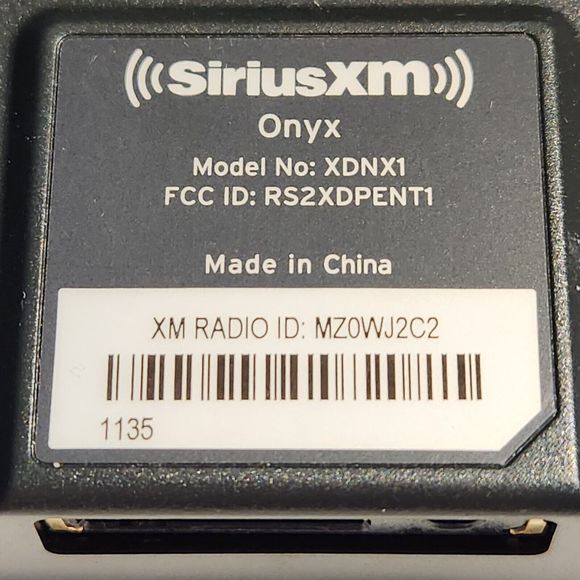 SiriusXm
Onyx
Model No: XDNX1
FCC ID: RS2XDPENT1
Made in China
XM RADIO ID: MZ0WJ2C2
1135